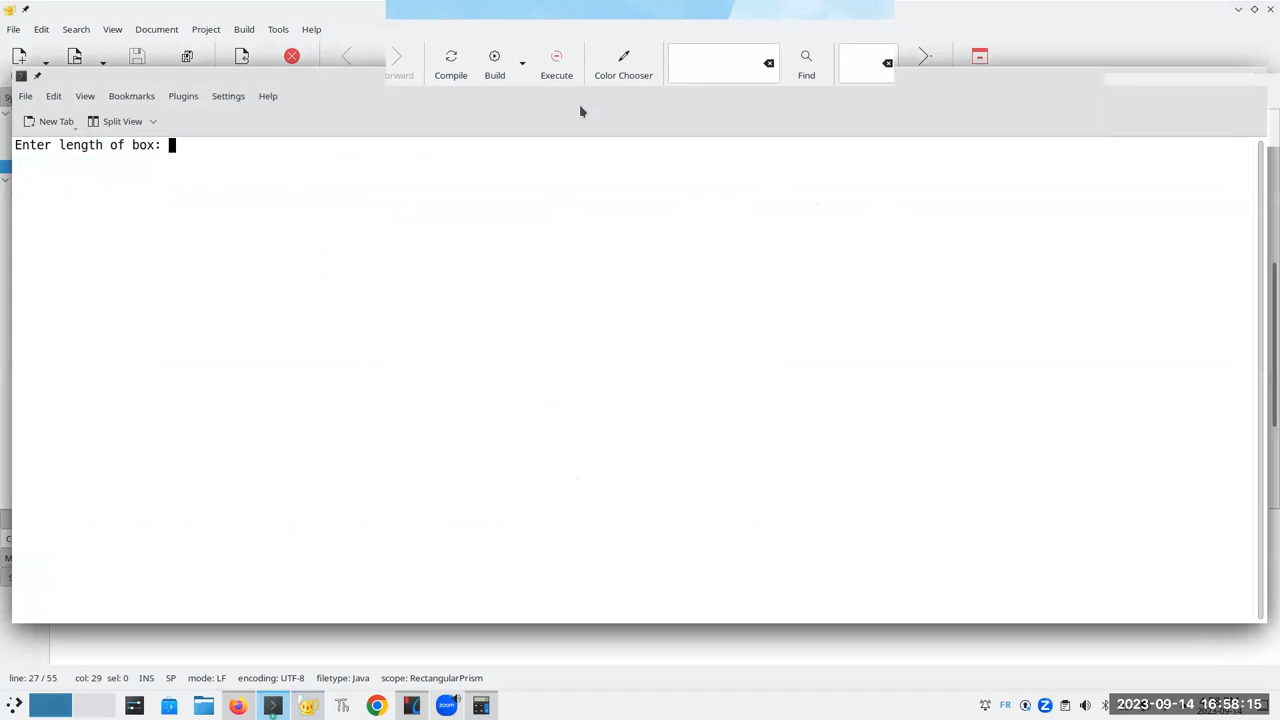 File Edit Search View Document Project Build Tools Help
Compile Build Execute Color Chooser Find
File Edit View Bookmarks Plugins Settings Help
New Tab Split View
Enter length of box:
line: 27 / 55 col: 29 sel: 0 INS SP mode: LF encoding: UTF-8 filetype: Java scope: RectangularPrism
Th zoom Z FR 2023-09-14 16:58:15